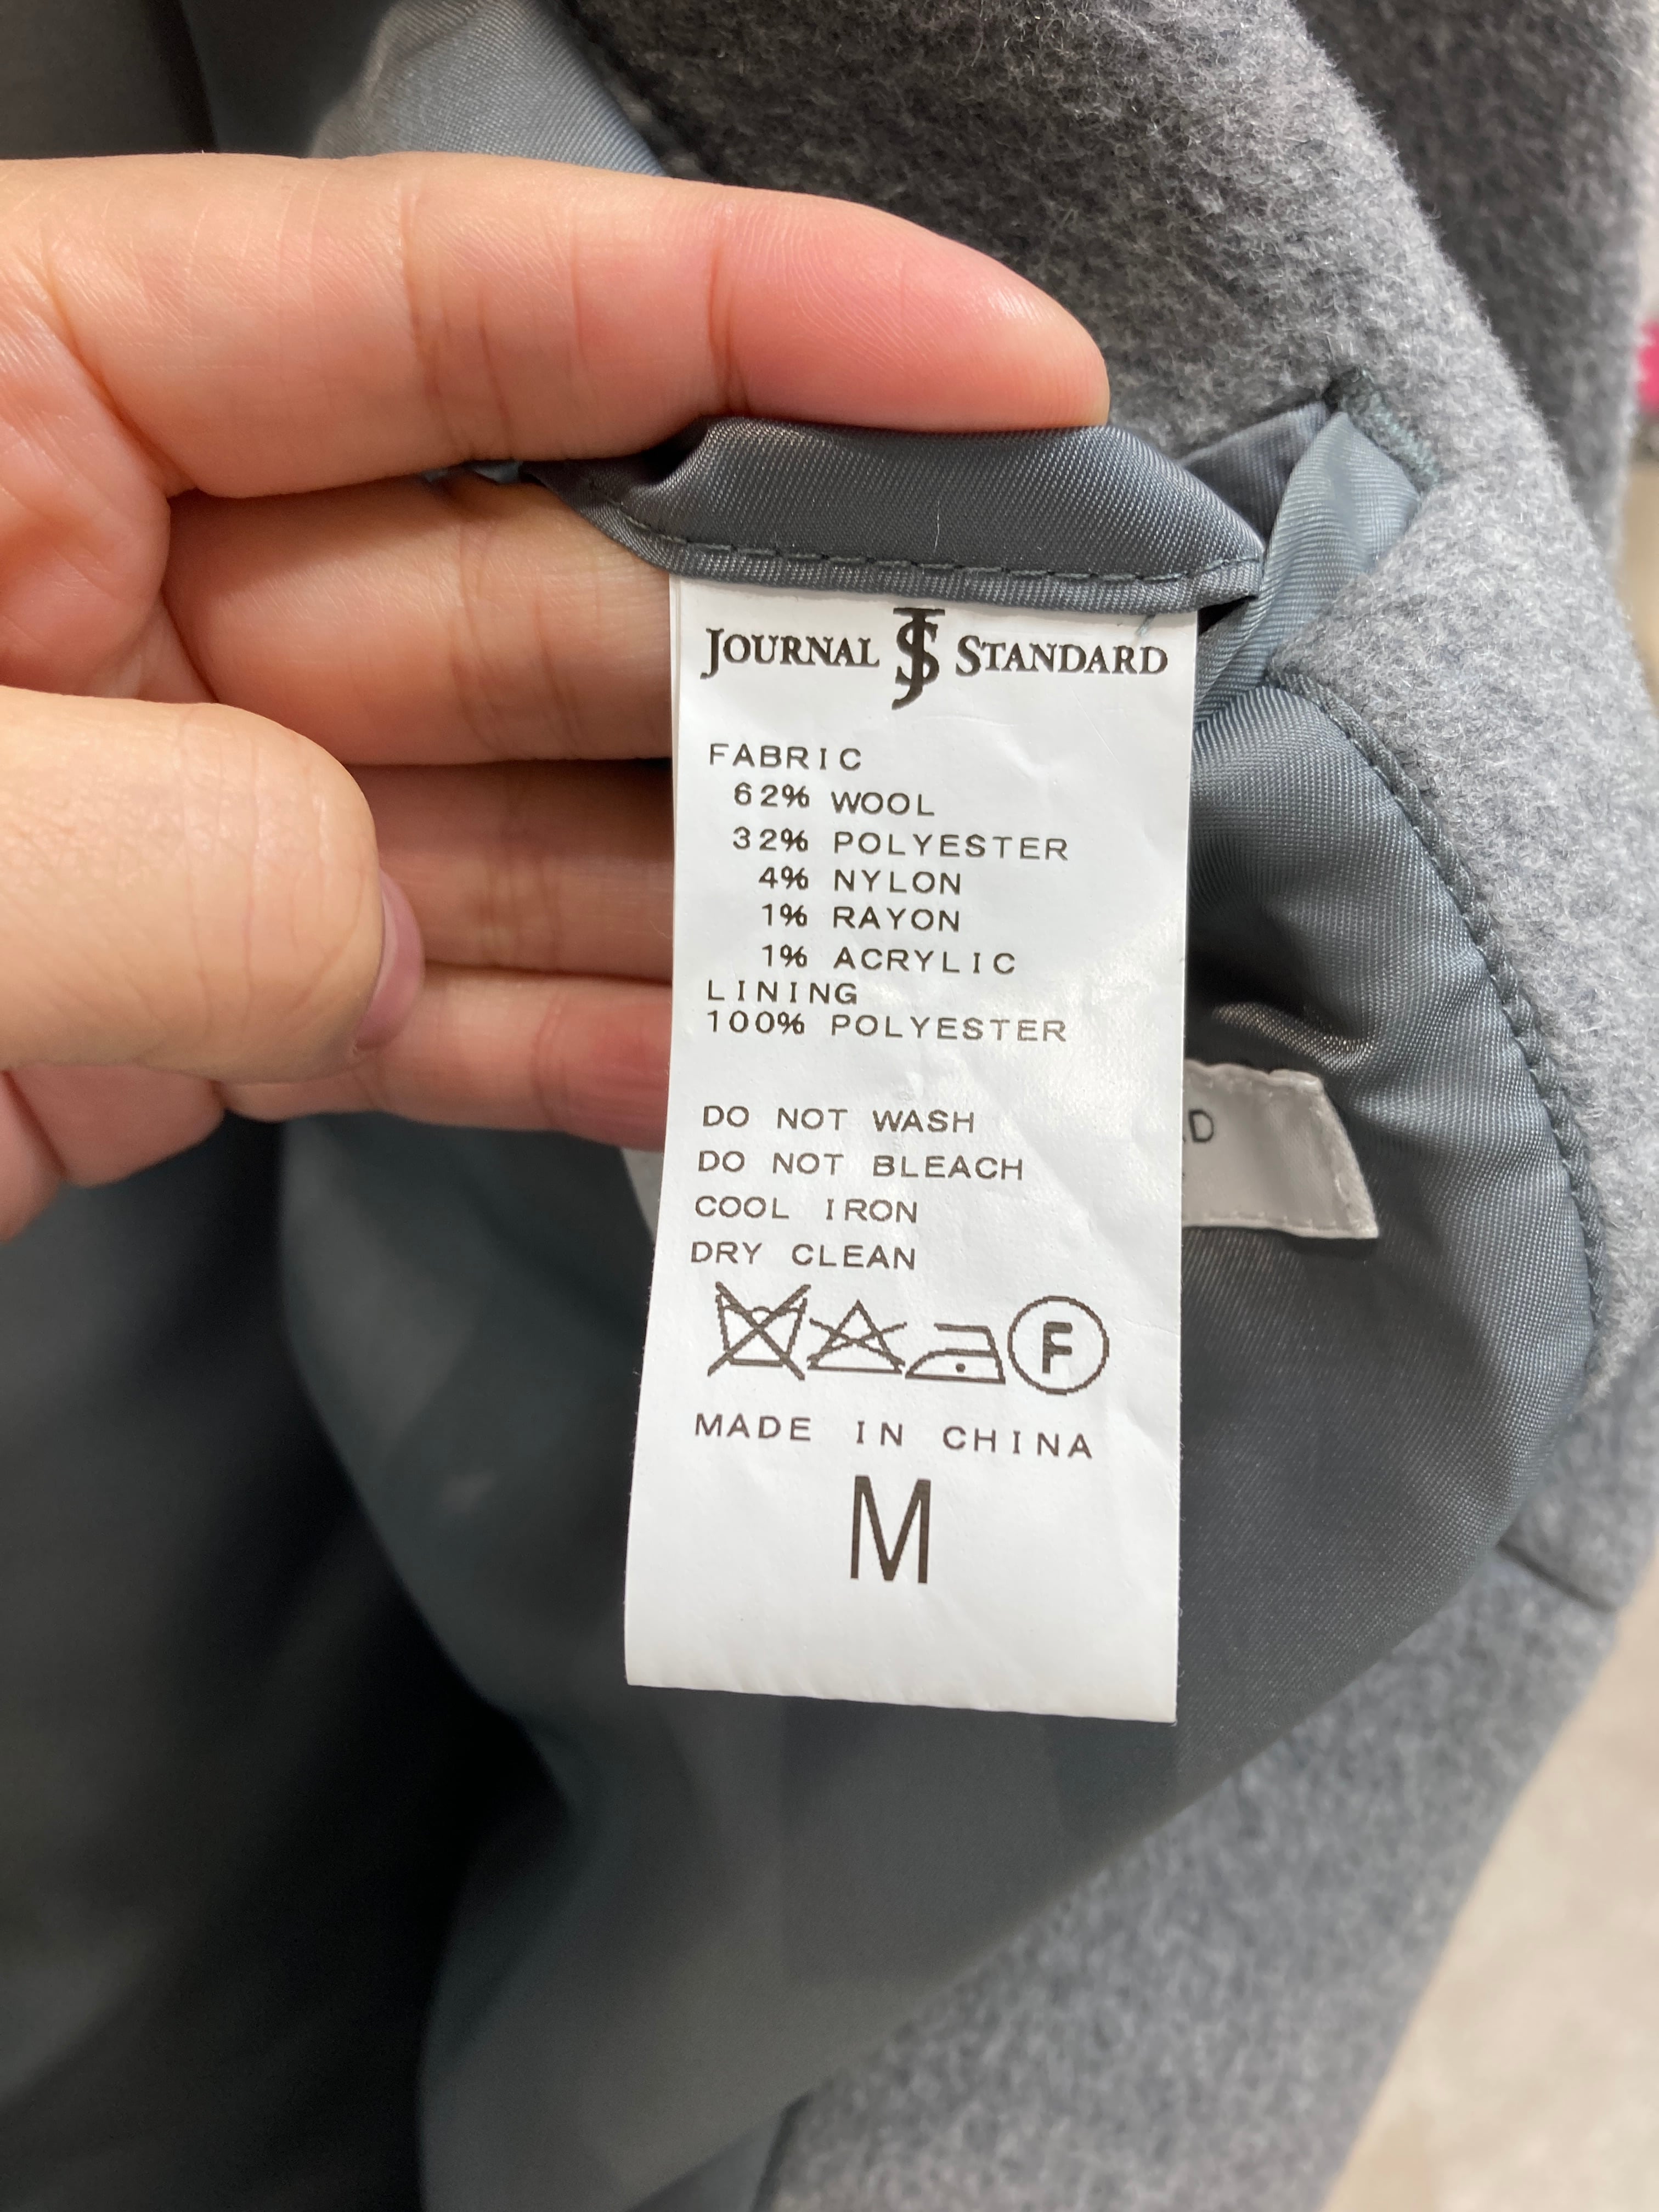 JOURNAL JS STANDARD
FABRIC
62% WOOL
32% POLYESTER
4% NYLON
1% RAYON
1% ACRYLIC
LINING
100% POLYESTER
DO NOT WASH
DO NOT BLEACH
COOL IRON
DRY CLEAN
F
MADE IN CHINA
M